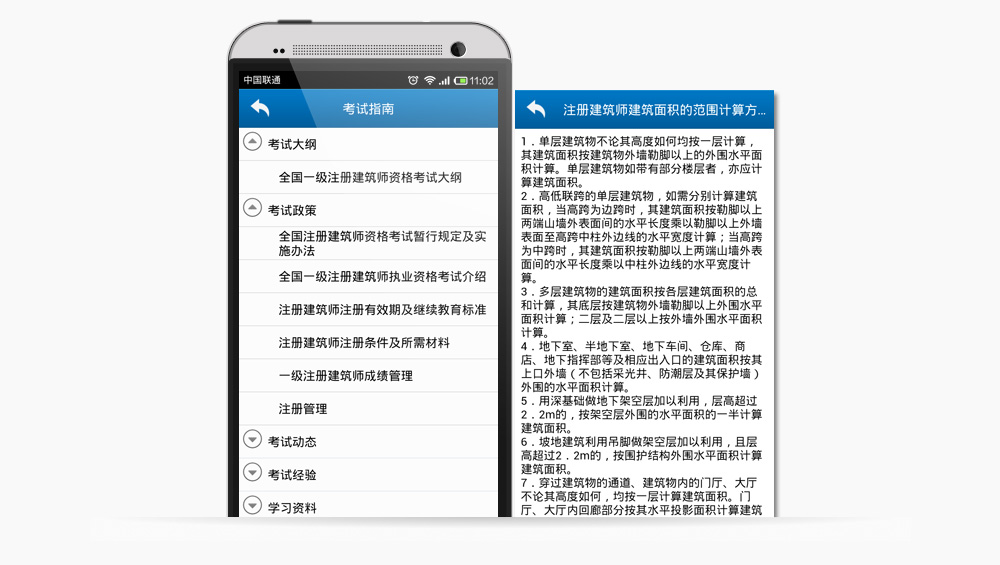 中国联通
11:02
考试指南
考试大纲
全国一级注册建筑师资格考试大纲
考试政策
全国注册建筑师资格考试暂行规定及实
施办法
全国一级注册建筑师执业资格考试介绍
注册建筑师注册有效期及继续教育标准
注册建筑师注册条件及所需材料
一级注册建筑师成绩管理
注册管理
考试动态
考试经验
学习资料
注册建筑师建筑面积的范围计算方...
1．单层建筑物不论其高度如何均按一层计算，
其建筑面积按建筑物外墙勒脚以上的外围水平面
积计算。单层建筑物如带有部分楼层者，亦应计
算建筑面积。
2．高低联跨的单层建筑物，如需分别计算建筑
面积，当高跨为边跨时，其建筑面积按勒脚以上
两端山墙外表面间的水平长度乘以勒脚以上外墙
表面至高跨中柱外边线的水平宽度计算；当高跨
为中跨时，其建筑面积按勒脚以上两端山墙外表
面间的水平长度乘以中柱外边线的水平宽度计
算。
3．多层建筑物的建筑面积按各层建筑面积的总
和计算，其底层按建筑物外墙勒脚以上外围水平
面积计算；二层及二层以上按外墙外围水平面积
计算。
4．地下室、半地下室、地下车间、仓库、商
店、地下指挥部等及相应出入口的建筑面积按其
上口外墙（不包括采光井、防潮层及其保护墙）
外围的水平面积计算。
5．用深基础做地下架空层加以利用，层高超过
2．2m的，按架空层外围的水平面积的一半计算
建筑面积。
6．坡地建筑利用吊脚做架空层加以利用，且层
高超过2．2m的，按围护结构外围水平面积计算
建筑面积。
7．穿过建筑物的通道、建筑物内的门厅、大厅
不论其高度如何，均按一层计算建筑面积。门
厅、大厅内回廊部分按其水平投影面积计算建筑